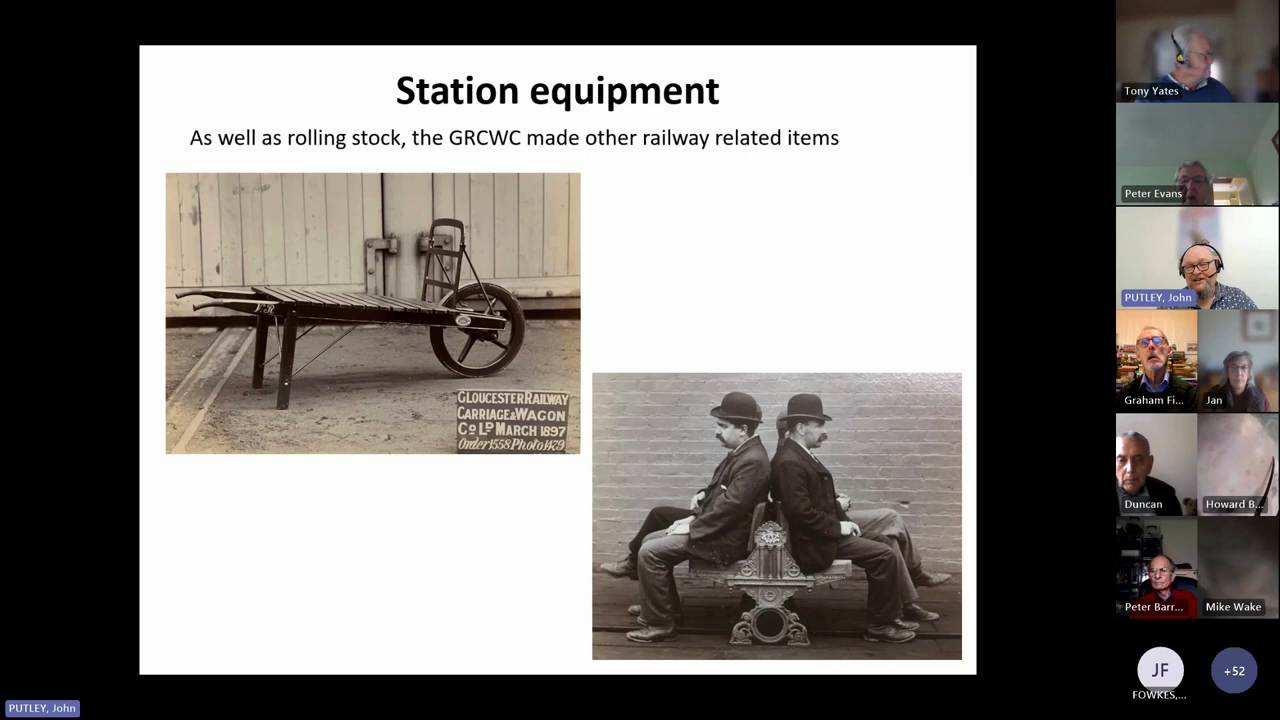 Station equipment
As well as rolling stock, the GRCWC made other railway related items
GLOUCESTER RAILWAY
CARRIAGE & WAGON
Co LD MARCH 1897
Order 1558 Photo 1479
Tony Yates
Peter Evans
PUTLEY, John
Graham Fi...
Jan
Duncan
Howard B...
Peter Barr...
Mike Wake
JF
FOWKES,...
+52
PUTLEY, John